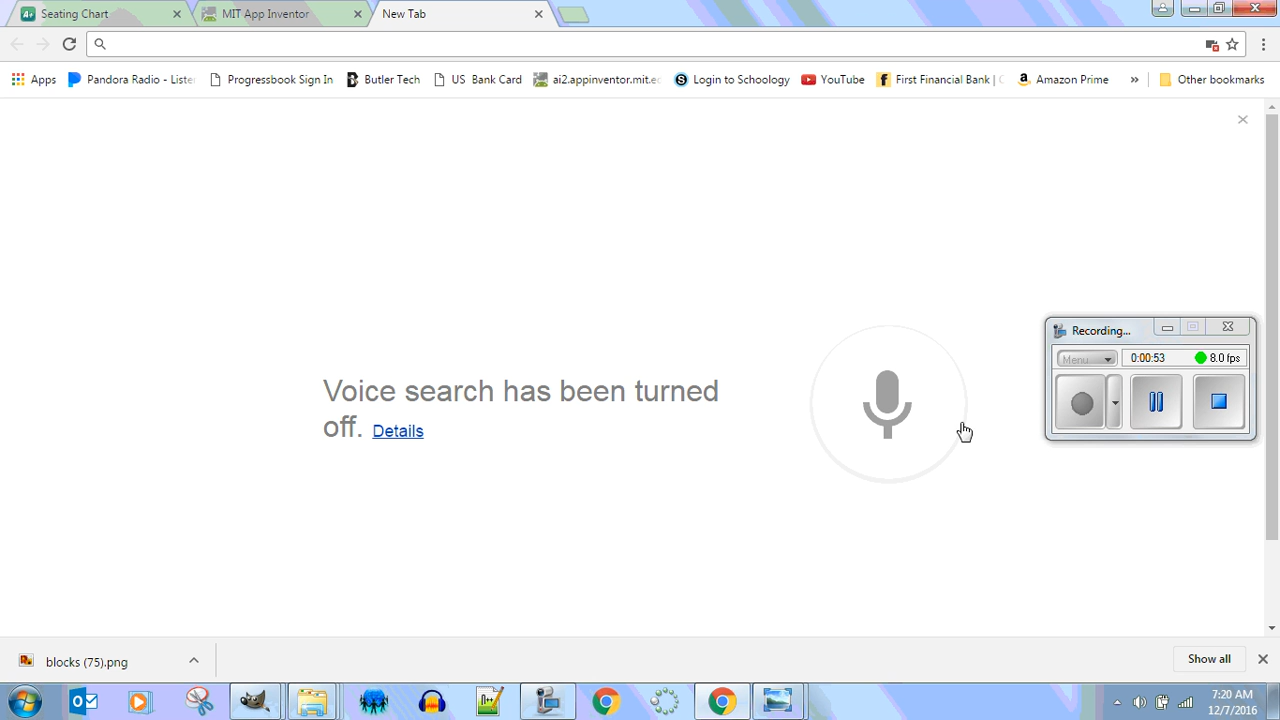 Seating Chart
MIT App Inventor
New Tab
Apps
Pandora Radio - Liste
Progressbook Sign In
Butler Tech
US Bank Card
ai2.appinventor.mit.ec
Login to Schoology
YouTube
First Financial Bank | C
Amazon Prime
»
Other bookmarks
Voice search has been turned
off. Details
Recording...
Menu
0:00:53
8.0 fps
blocks (75).png
Show all
7:20 AM
12/7/2016